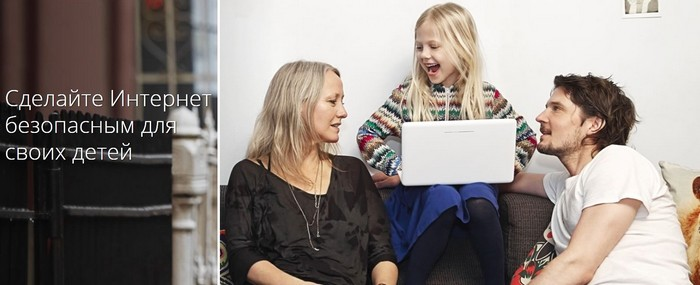 Сделайте Интернет
безопасным для
своих детей